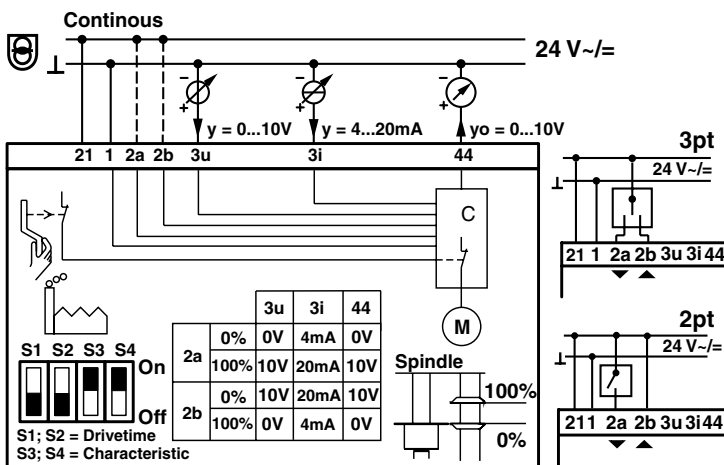 Continous
24 V~/=
⊥
− − −
+ + +
y = 0...10V y = 4...20mA yo = 0...10V
21 1 2a 2b 3u 3i 44
C
M
3u 3i 44
2a 0% 0V 4mA 0V
100% 10V 20mA 10V
2b 0% 10V 20mA 10V
100% 0V 4mA 0V
S1 S2 S3 S4
On
Off
S1; S2 = Drivetime
S3; S4 = Characteristic
Spindle
100%
0%
3pt
24 V~/=
⊥
21 1 2a 2b 3u 3i 44
2pt
24 V~/=
⊥
21 1 2a 2b 3u 3i 44